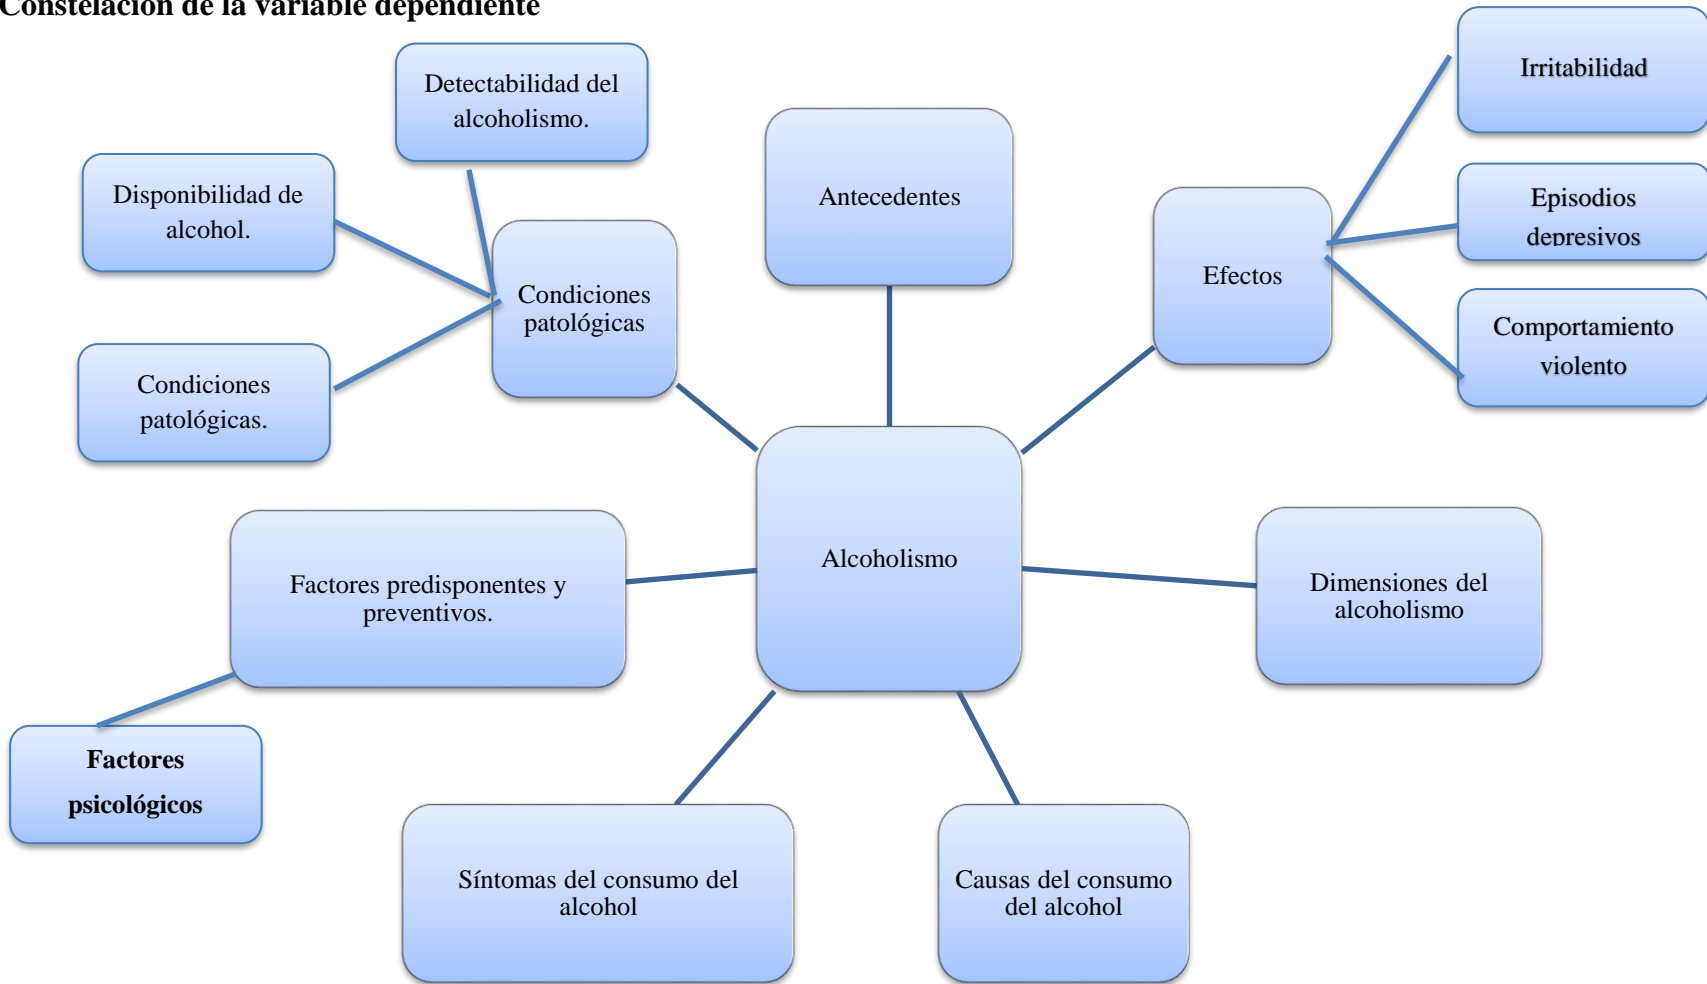 Constelación de la variable dependiente
Irritabilidad
Detectabilidad del
alcoholismo.
Antecedentes
Disponibilidad de
alcohol.
Episodios
depresivos
Efectos
Condiciones
patológicas
Comportamiento
violento
Condiciones
patológicas.
Alcoholismo
Factores predisponentes y
preventivos.
Dimensiones del
alcoholismo
Factores
psicológicos
Síntomas del consumo del
alcohol
Causas del consumo
del alcohol